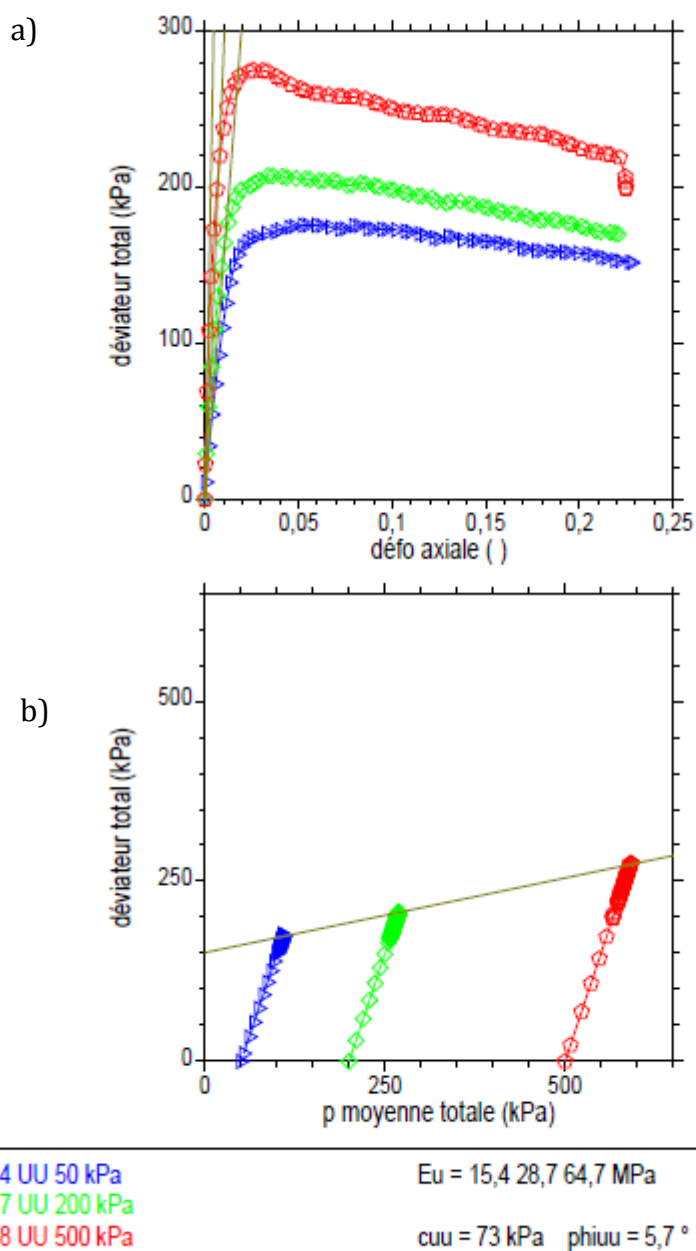 a)
300
200
100
0
déviateur total (kPa)
0 0,05 0,1 0,15 0,2 0,25
défo axiale ( )
b)
500
250
0
déviateur total (kPa)
0 250 500
p moyenne totale (kPa)
4 UU 50 kPa Eu = 15,4 28,7 64,7 MPa
7 UU 200 kPa
8 UU 500 kPa cuu = 73 kPa phiuu = 5,7 °